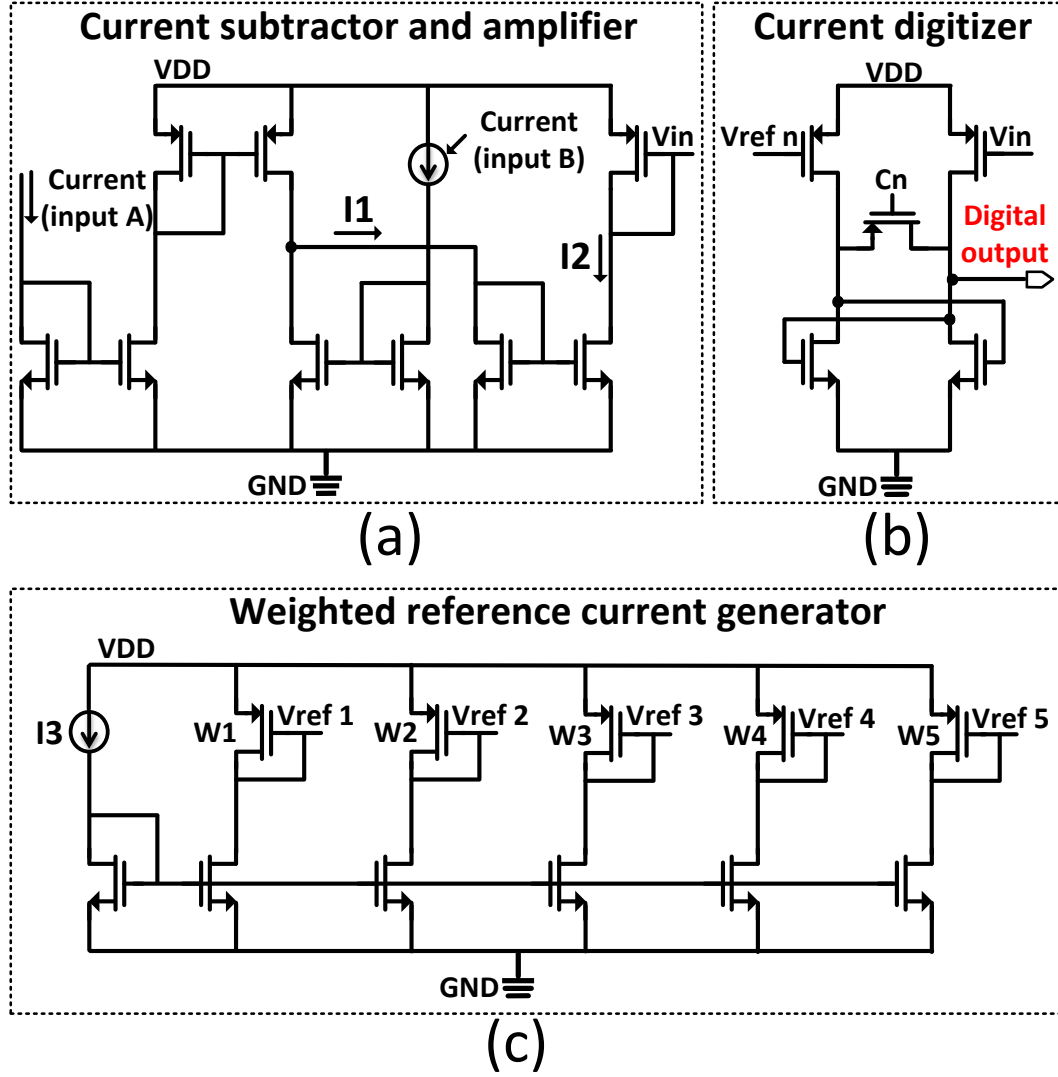 Current subtractor and amplifier
VDD
Current
(input A)
I1
Current
(input B)
I2
Vin
GND
(a)
Current digitizer
VDD
Vref n
Vin
Cn
Digital
output
GND
(b)
Weighted reference current generator
VDD
I3
W1
Vref 1
W2
Vref 2
W3
Vref 3
W4
Vref 4
W5
Vref 5
GND
(c)